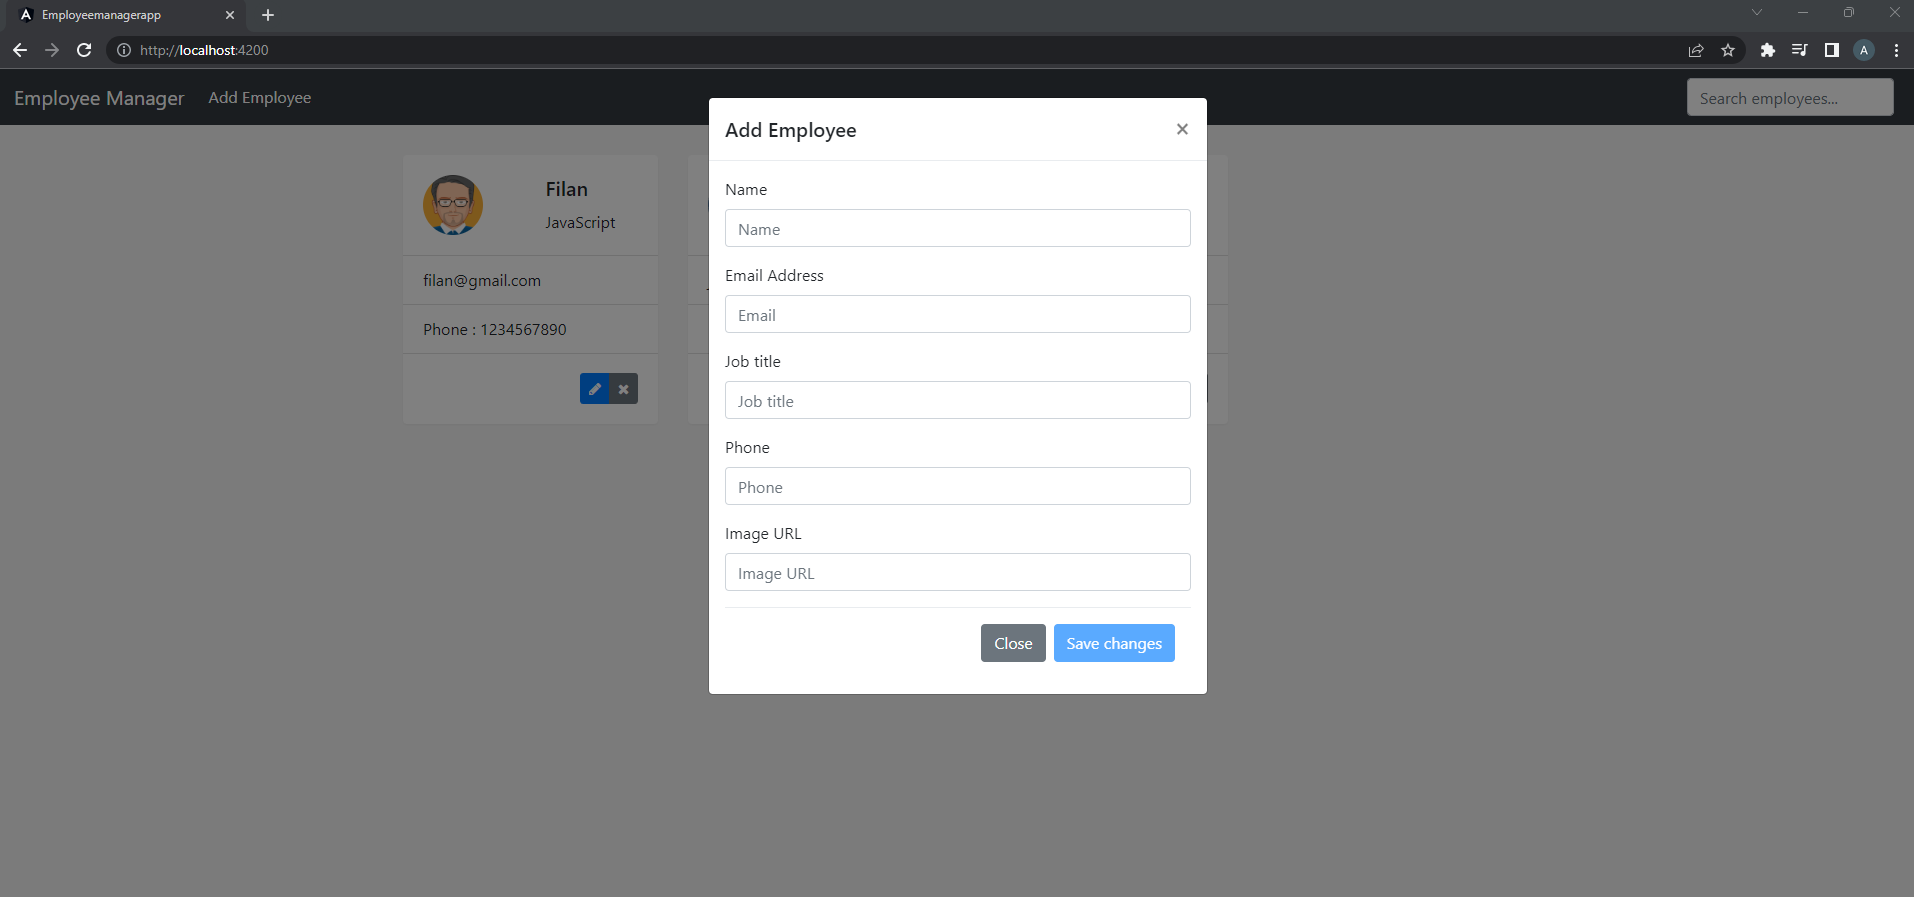 Employeemanagerapp
http://localhost:4200
A
Employee Manager
Add Employee
Search employees...
Filan
JavaScript
filan@gmail.com
Phone : 1234567890
Add Employee
Name
Name
Email Address
Email
Job title
Job title
Phone
Phone
Image URL
Image URL
Close
Save changes